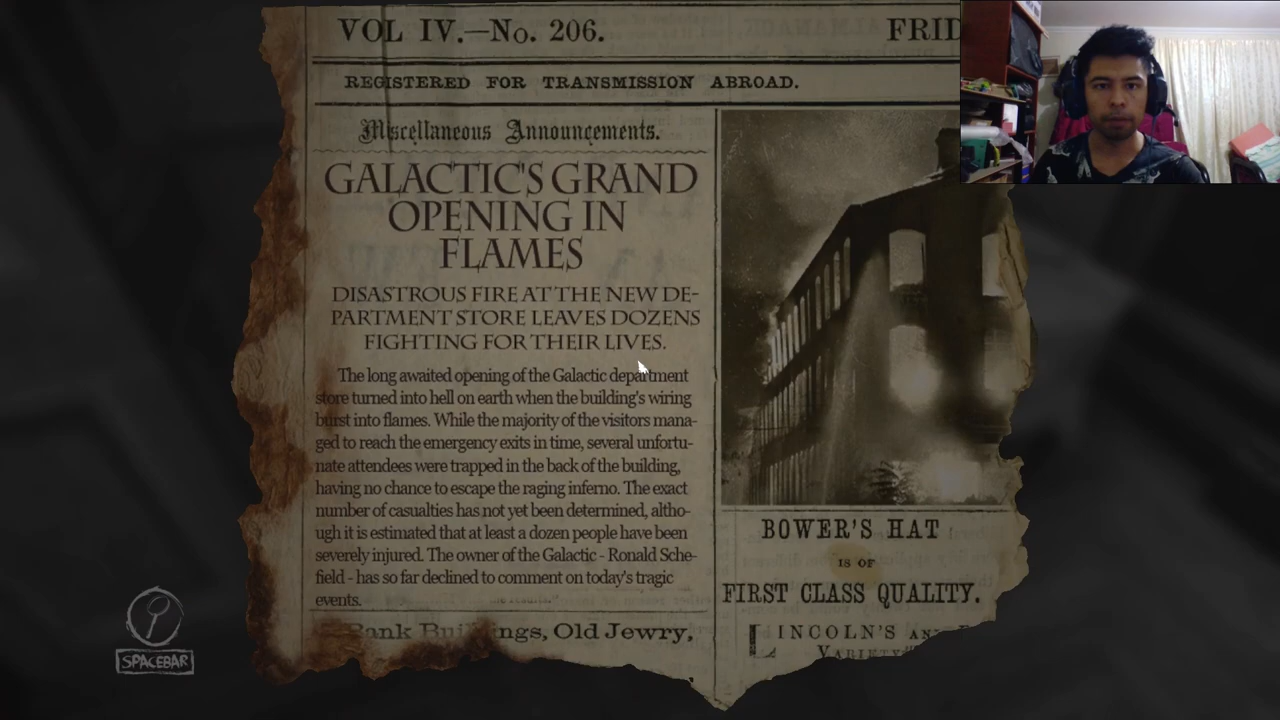 VOL IV.—No. 206.
FRID
REGISTERED FOR TRANSMISSION ABROAD.
Miscellaneous Announcements.
GALACTIC'S GRAND
OPENING IN
FLAMES
DISASTROUS FIRE AT THE NEW DE-
PARTMENT STORE LEAVES DOZENS
FIGHTING FOR THEIR LIVES.
The long awaited opening of the Galactic department
store turned into hell on earth when the building's wiring
burst into flames. While the majority of the visitors mana-
ged to reach the emergency exits in time, several unfortu-
nate attendees were trapped in the back of the building,
having no chance to escape the raging inferno. The exact
number of casualties has not yet been determined, altho-
ugh it is estimated that at least a dozen people have been
severely injured. The owner of the Galactic - Ronald Sche-
field - has so far declined to comment on today's tragic
events.
Bank Buildings, Old Jewry,
BOWER'S HAT
IS OF
FIRST CLASS QUALITY.
LINCOLN'S AND
VARIETY
SPACEBAR